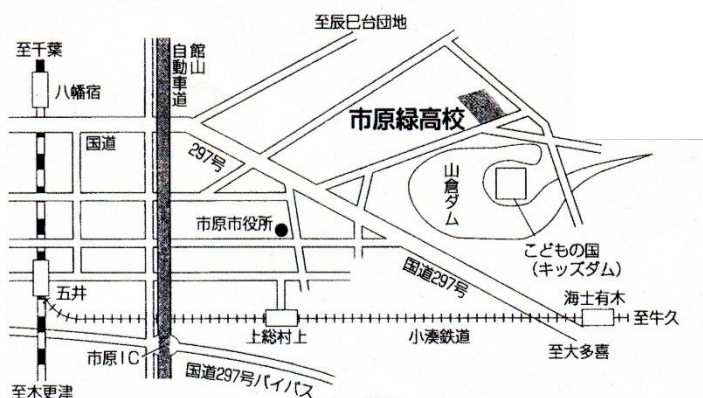 至辰巳台団地
至千葉
館山
自動車道
八幡宿
市原緑高校
国道
297号
山倉ダム
市原市役所
こどもの国
(キッズダム)
国道297号
五井
海士有木
至牛久
上総村上
小湊鉄道
市原IC
至大多喜
国道297号バイパス
至木更津